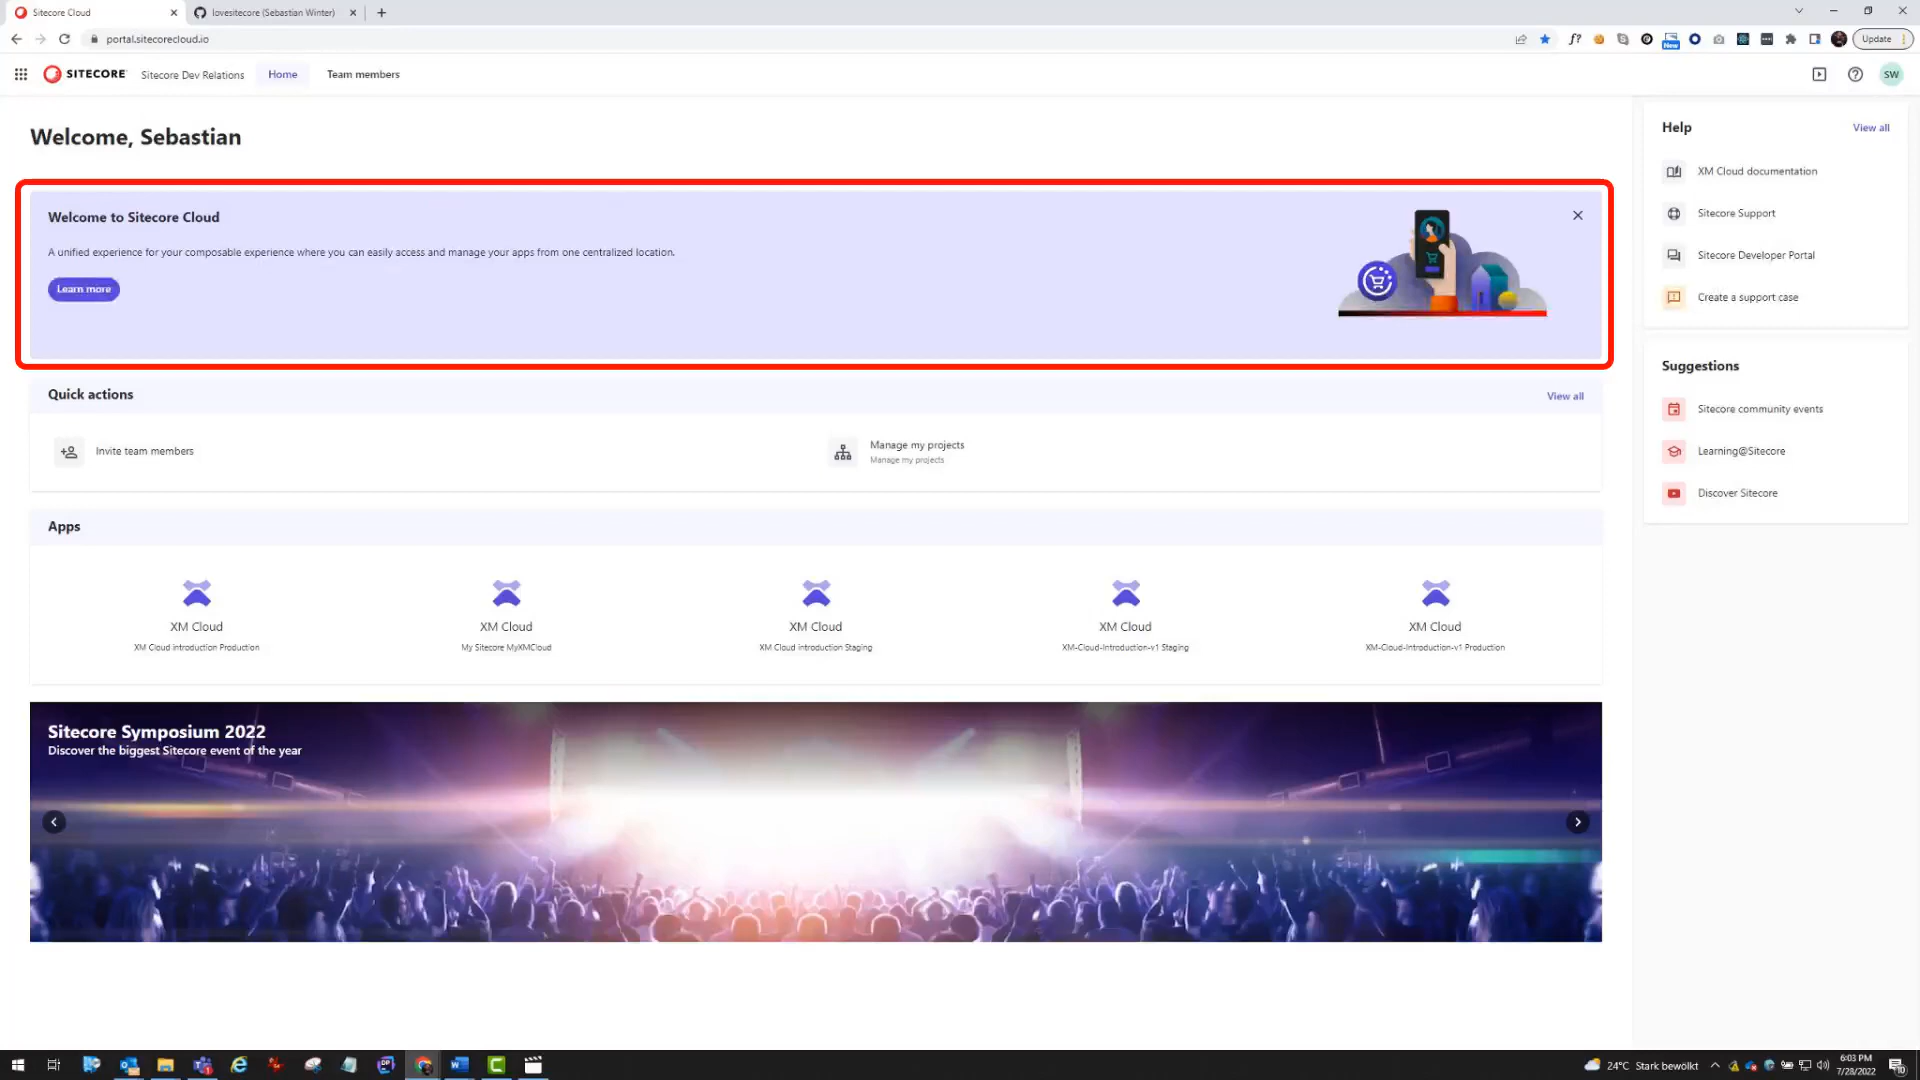 Sitecore Cloud
lovesitecore (Sebastian Winter)
portal.sitecorecloud.io
New
Update
SITECORE
Sitecore Dev Relations
Home
Team members
SW
Welcome, Sebastian
Welcome to Sitecore Cloud
A unified experience for your composable experience where you can easily access and manage your apps from one centralized location.
Learn more
Quick actions
View all
Invite team members
Manage my projects
Manage my projects
Apps
XM Cloud
XM Cloud introduction Production
XM Cloud
My Sitecore MyXMCloud
XM Cloud
XM Cloud introduction Staging
XM Cloud
XM-Cloud-Introduction-v1 Staging
XM Cloud
XM-Cloud-Introduction-v1 Production
Sitecore Symposium 2022
Discover the biggest Sitecore event of the year
Help
View all
XM Cloud documentation
Sitecore Support
Sitecore Developer Portal
Create a support case
Suggestions
Sitecore community events
Learning@Sitecore
Discover Sitecore
24°C Stark bewölkt
6:03 PM
7/28/2022